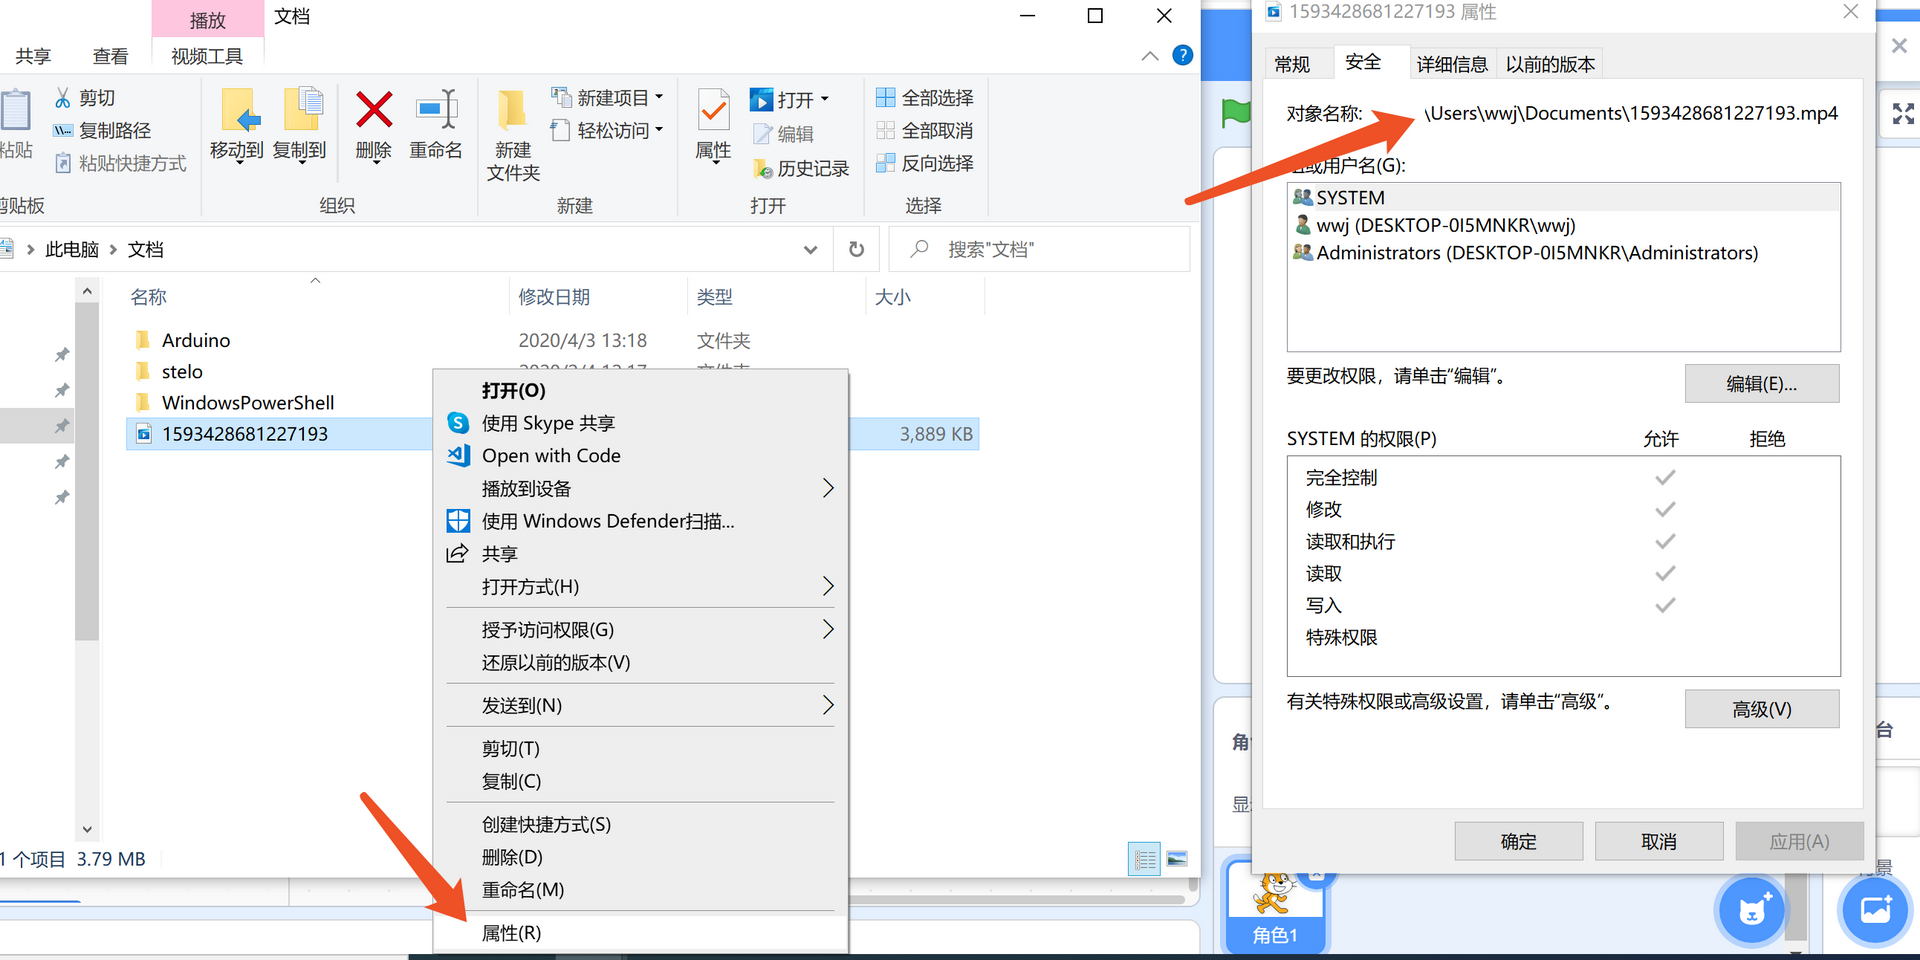 播放
文档
共享
查看
视频工具
剪切
复制路径
粘贴快捷方式
粘贴
剪贴板
移动到
复制到
删除
重命名
组织
新建
文件夹
新建项目
轻松访问
新建
属性
打开
编辑
历史记录
打开
全部选择
全部取消
反向选择
选择
此电脑
文档
搜索"文档"
名称
修改日期
类型
大小
Arduino
2020/4/3 13:18
文件夹
stelo
WindowsPowerShell
1593428681227193
3,889 KB
打开(O)
使用 Skype 共享
Open with Code
播放到设备
使用 Windows Defender扫描...
共享
打开方式(H)
授予访问权限(G)
还原以前的版本(V)
发送到(N)
剪切(T)
复制(C)
创建快捷方式(S)
删除(D)
重命名(M)
属性(R)
1 个项目 3.79 MB
1593428681227193 属性
常规
安全
详细信息
以前的版本
对象名称:
\Users\wwj\Documents\1593428681227193.mp4
组或用户名(G):
SYSTEM
wwj (DESKTOP-0I5MNKR\wwj)
Administrators (DESKTOP-0I5MNKR\Administrators)
要更改权限，请单击“编辑”。
编辑(E)...
SYSTEM 的权限(P)
允许
拒绝
完全控制
修改
读取和执行
读取
写入
特殊权限
有关特殊权限或高级设置，请单击“高级”。
高级(V)
确定
取消
应用(A)
角
台
显
角色1
景